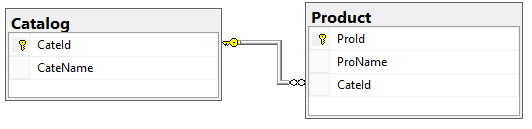 Catalog
CateId
CateName
Product
ProId
ProName
CateId